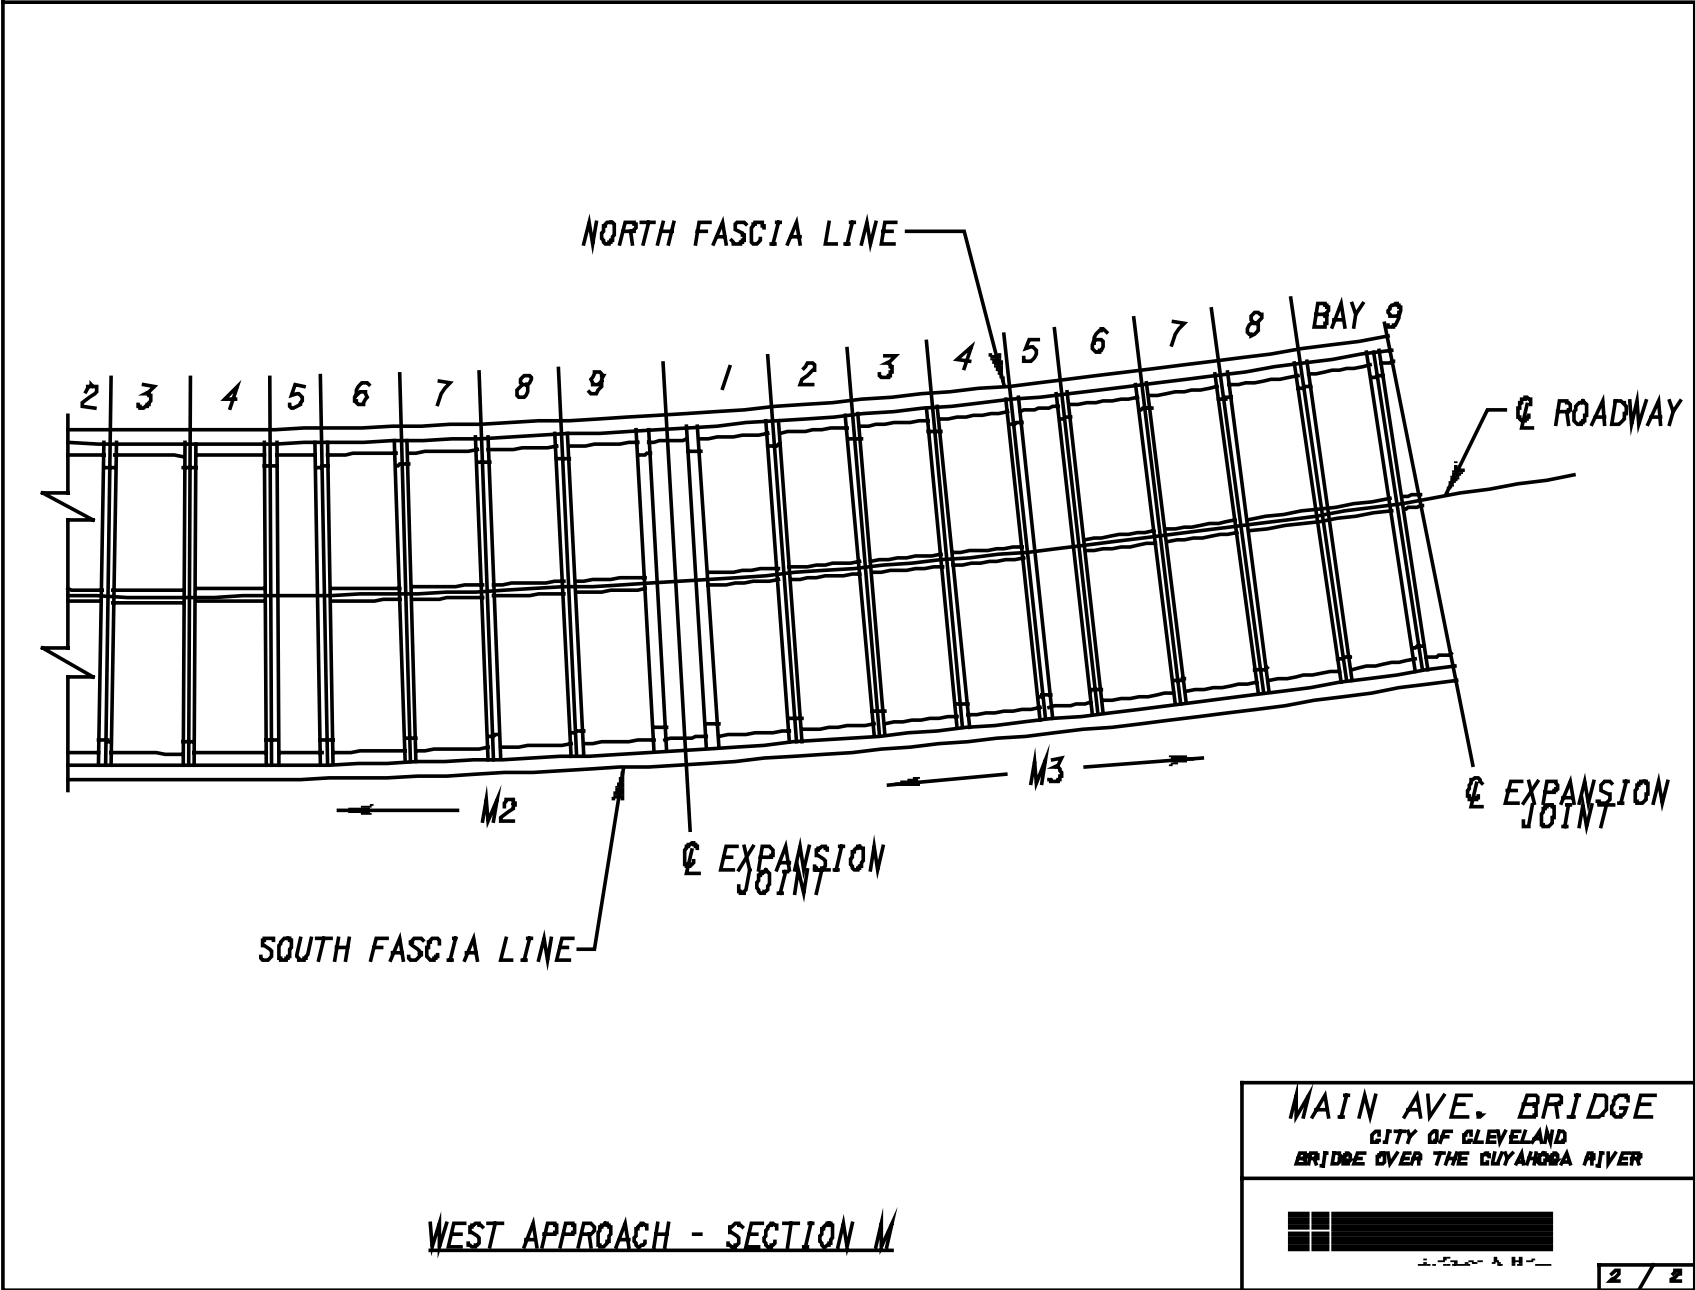 NORTH FASCIA LINE
BAY 9
2 3 4 5 6 7 8 9 1 2 3 4 5 6 7 8
℄ ROADWAY
M3
M2
℄ EXPANSION
JOINT
℄ EXPANSION
JOINT
SOUTH FASCIA LINE
MAIN AVE. BRIDGE
CITY OF CLEVELAND
BRIDGE OVER THE CUYAHOGA RIVER
WEST APPROACH - SECTION M
2 / 2